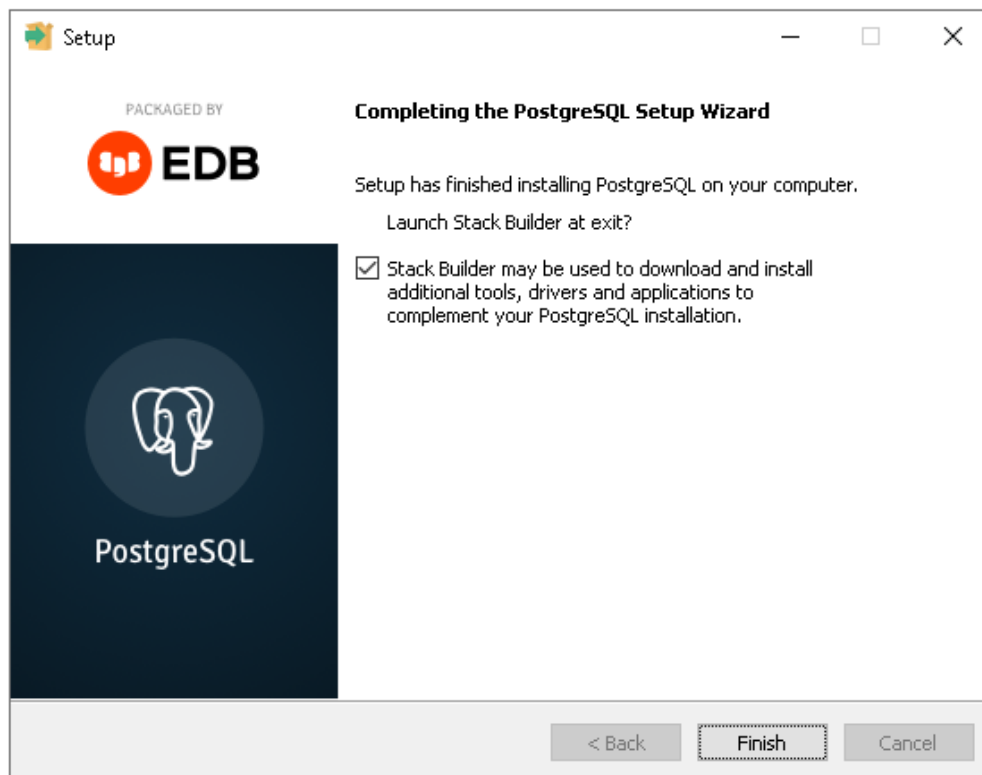 Setup
PACKAGED BY
EDB
PostgreSQL
Completing the PostgreSQL Setup Wizard
Setup has finished installing PostgreSQL on your computer.
Launch Stack Builder at exit?
Stack Builder may be used to download and install
additional tools, drivers and applications to
complement your PostgreSQL installation.
< Back
Finish
Cancel